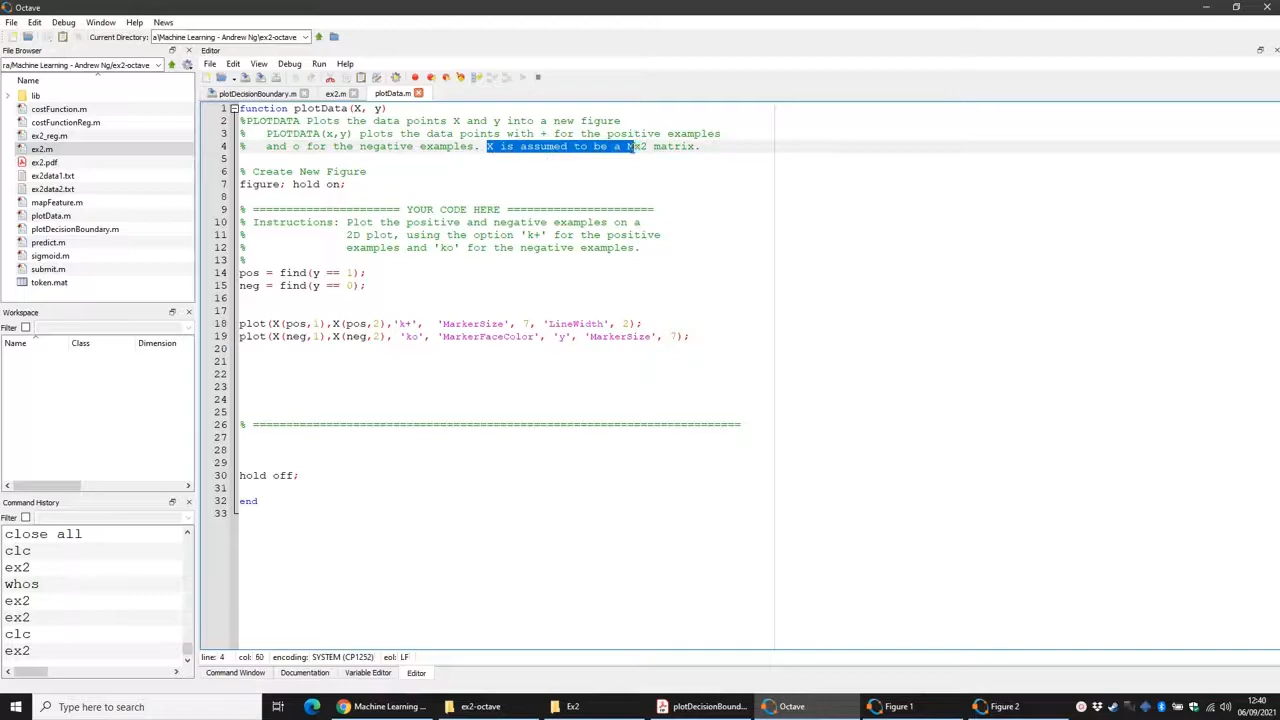 Octave
File Edit Debug Window Help News
Current Directory: a\Machine Learning - Andrew Ng\ex2-octave
File Browser
Editor
ra/Machine Learning - Andrew Ng/ex2-octave
File Edit View Debug Run Help
Name
lib
costFunction.m
costFunctionReg.m
ex2_reg.m
ex2.m
ex2.pdf
ex2data1.txt
ex2data2.txt
mapFeature.m
plotData.m
plotDecisionBoundary.m
predict.m
sigmoid.m
submit.m
token.mat
Workspace
Filter
Name Class Dimension
Command History
Filter
close all
clc
ex2
whos
ex2
ex2
clc
ex2
plotDecisionBoundary.m ex2.m plotData.m
1 function plotData(X, y)
2 %PLOTDATA Plots the data points X and y into a new figure
3 %   PLOTDATA(x,y) plots the data points with + for the positive examples
4 %   and o for the negative examples. X is assumed to be a Mx2 matrix.
5
6 % Create New Figure
7 figure; hold on;
8
9 % ====================== YOUR CODE HERE ======================
10 % Instructions: Plot the positive and negative examples on a
11 %               2D plot, using the option 'k+' for the positive
12 %               examples and 'ko' for the negative examples.
13 %
14 pos = find(y == 1);
15 neg = find(y == 0);
16
17
18 plot(X(pos,1),X(pos,2),'k+',  'MarkerSize', 7, 'LineWidth', 2);
19 plot(X(neg,1),X(neg,2), 'ko', 'MarkerFaceColor', 'y', 'MarkerSize', 7);
20
21
22
23
24
25
26 % =========================================================================
27
28
29
30 hold off;
31
32 end
33
line: 4 col: 60 encoding: SYSTEM (CP1252) eol: LF
Command Window Documentation Variable Editor Editor
Type here to search
Machine Learning ... ex2-octave Ex2 plotDecisionBound... Octave Figure 1 Figure 2
12:40
06/09/2021